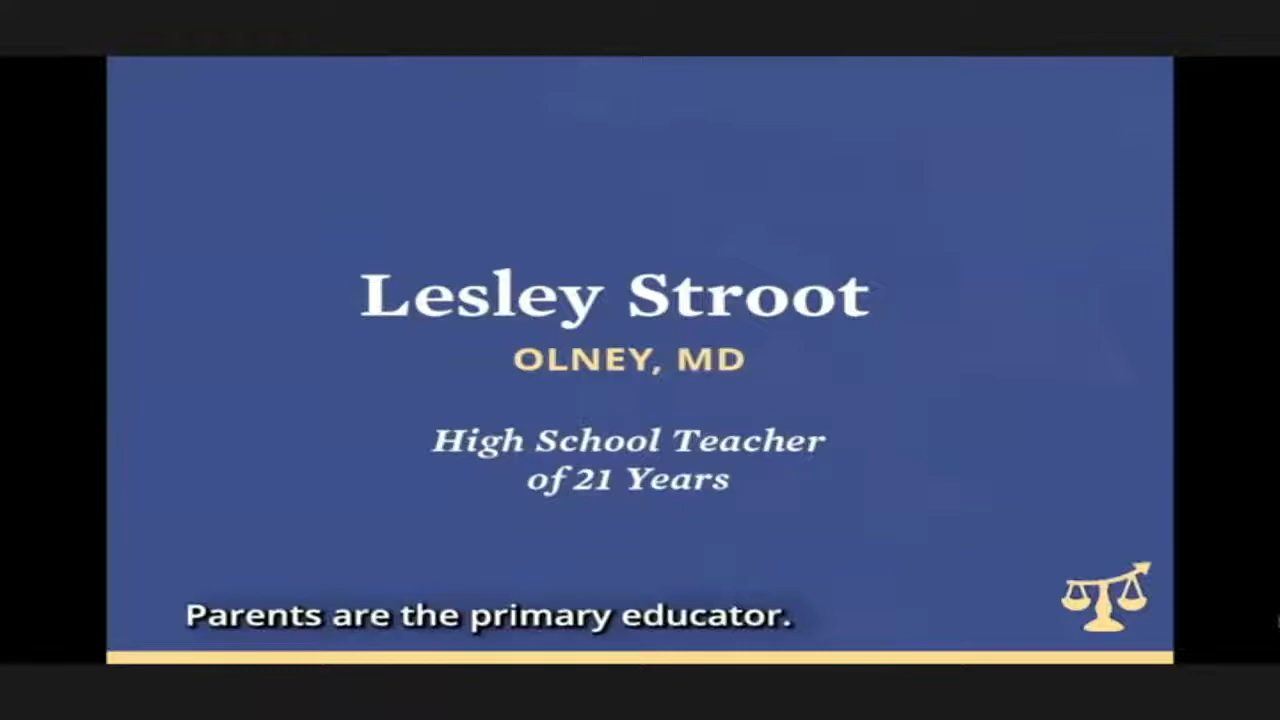 Lesley Stroot
OLNEY, MD
High School Teacher
of 21 Years
Parents are the primary educator.